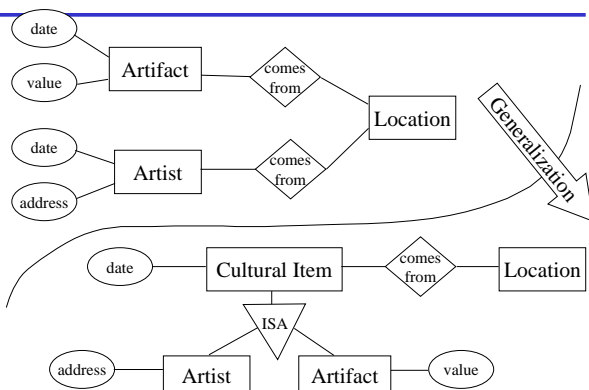 date
Artifact
value
comes
from
Location
date
Artist
address
comes
from
Generalization
date
Cultural Item
comes
from
Location
ISA
address
Artist
Artifact
value